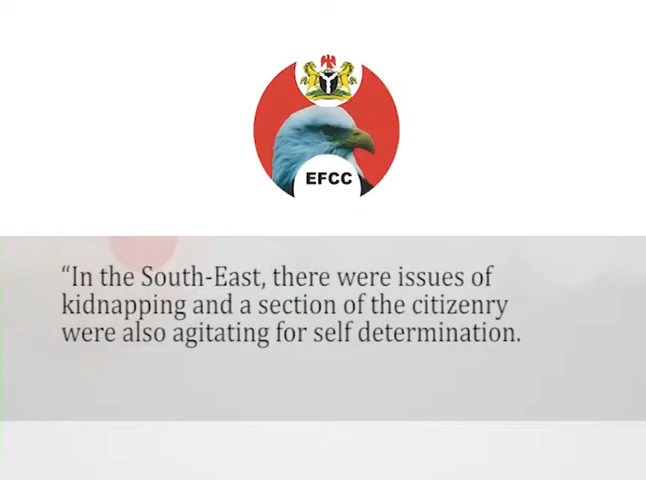 EFCC
“In the South-East, there were issues of
kidnapping and a section of the citizenry
were also agitating for self determination.